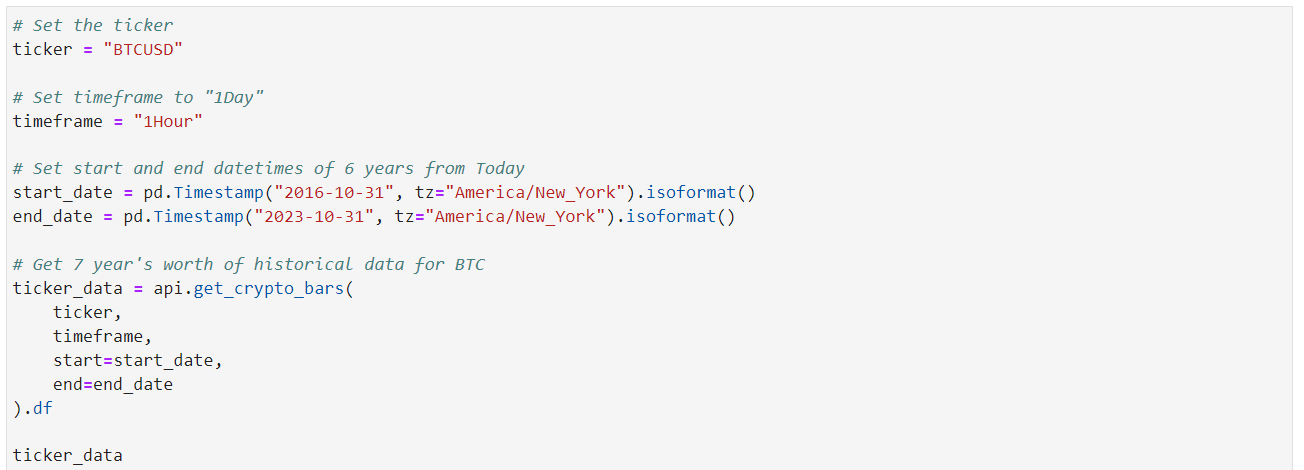 # Set the ticker
ticker = "BTCUSD"
# Set timeframe to "1Day"
timeframe = "1Hour"
# Set start and end datetimes of 6 years from Today
start_date = pd.Timestamp("2016-10-31", tz="America/New_York").isoformat()
end_date = pd.Timestamp("2023-10-31", tz="America/New_York").isoformat()
# Get 7 year's worth of historical data for BTC
ticker_data = api.get_crypto_bars(
    ticker,
    timeframe,
    start=start_date,
    end=end_date
).df
ticker_data